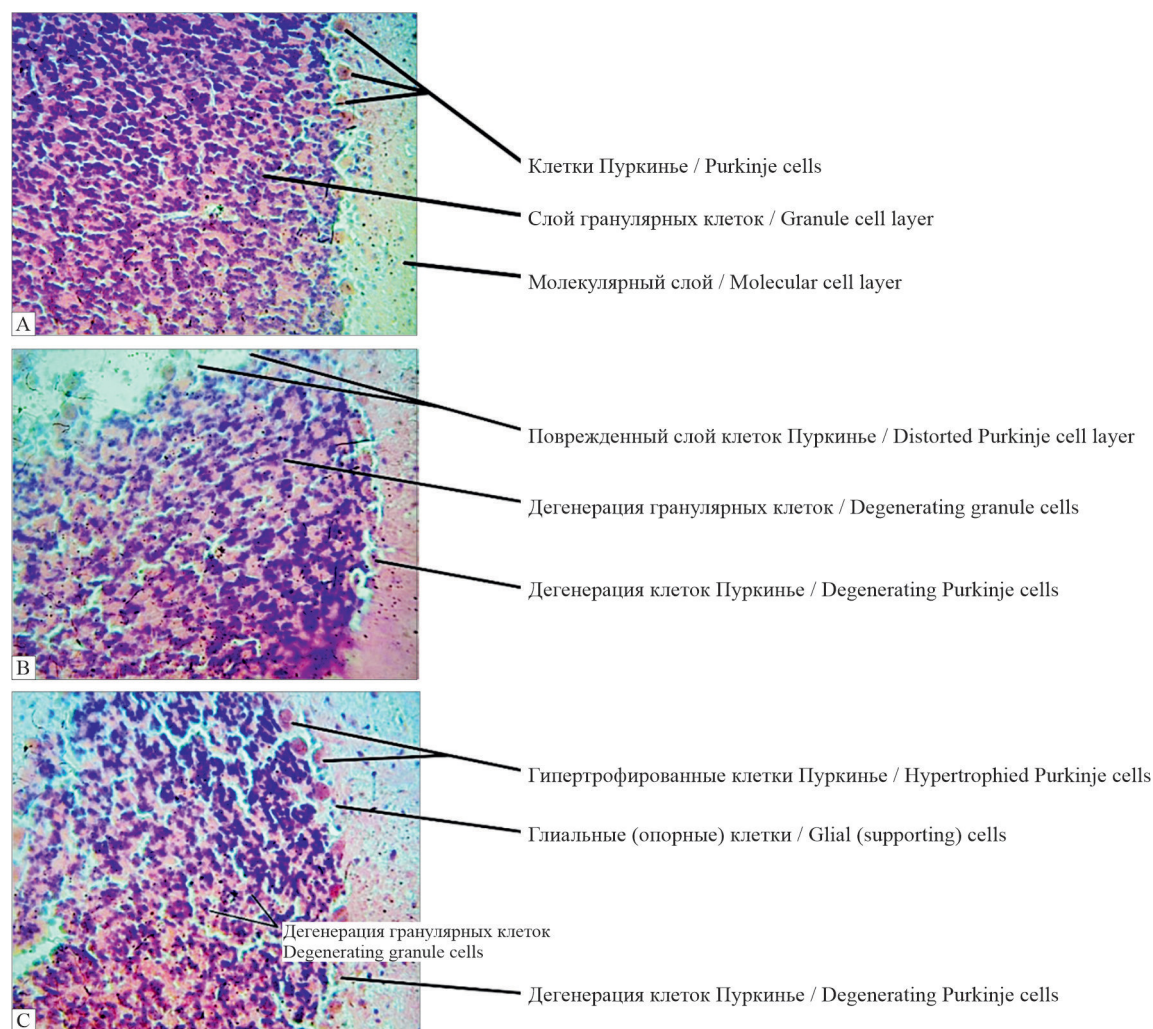 Клетки Пуркинье / Purkinje cells
Слой гранулярных клеток / Granule cell layer
Молекулярный слой / Molecular cell layer
A
Поврежденный слой клеток Пуркинье / Distorted Purkinje cell layer
Дегенерация гранулярных клеток / Degenerating granule cells
Дегенерация клеток Пуркинье / Degenerating Purkinje cells
B
Гипертрофированные клетки Пуркинье / Hypertrophied Purkinje cells
Глиальные (опорные) клетки / Glial (supporting) cells
Дегенерация гранулярных клеток
Degenerating granule cells
Дегенерация клеток Пуркинье / Degenerating Purkinje cells
C